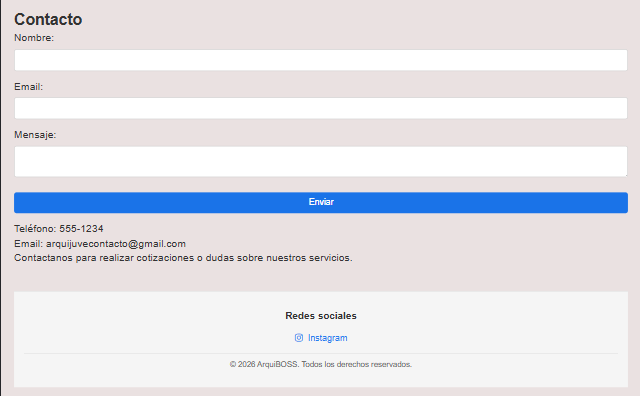 Contacto
Nombre:
Email:
Mensaje:
Enviar
Teléfono: 555-1234
Email: arquijuvecontacto@gmail.com
Contactanos para realizar cotizaciones o dudas sobre nuestros servicios.
Redes sociales
Instagram
© 2026 ArquiBOSS. Todos los derechos reservados.